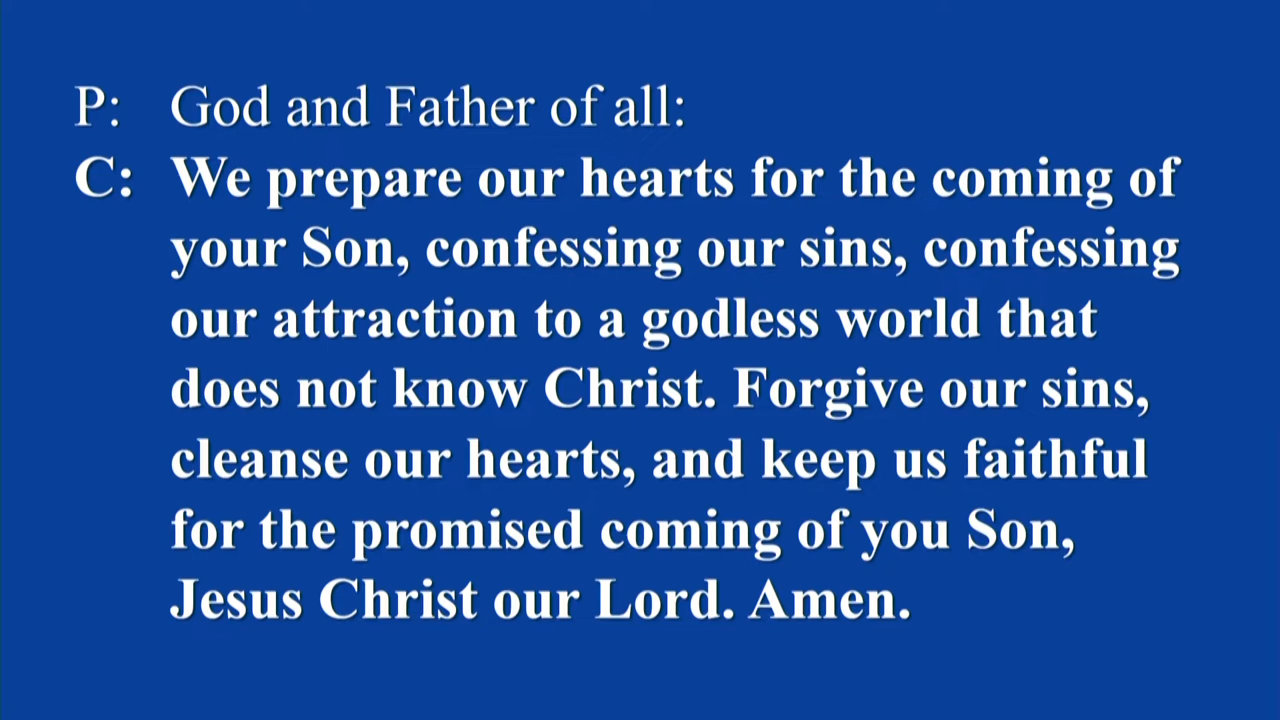 P: God and Father of all:
C: We prepare our hearts for the coming of
your Son, confessing our sins, confessing
our attraction to a godless world that
does not know Christ. Forgive our sins,
cleanse our hearts, and keep us faithful
for the promised coming of you Son,
Jesus Christ our Lord. Amen.